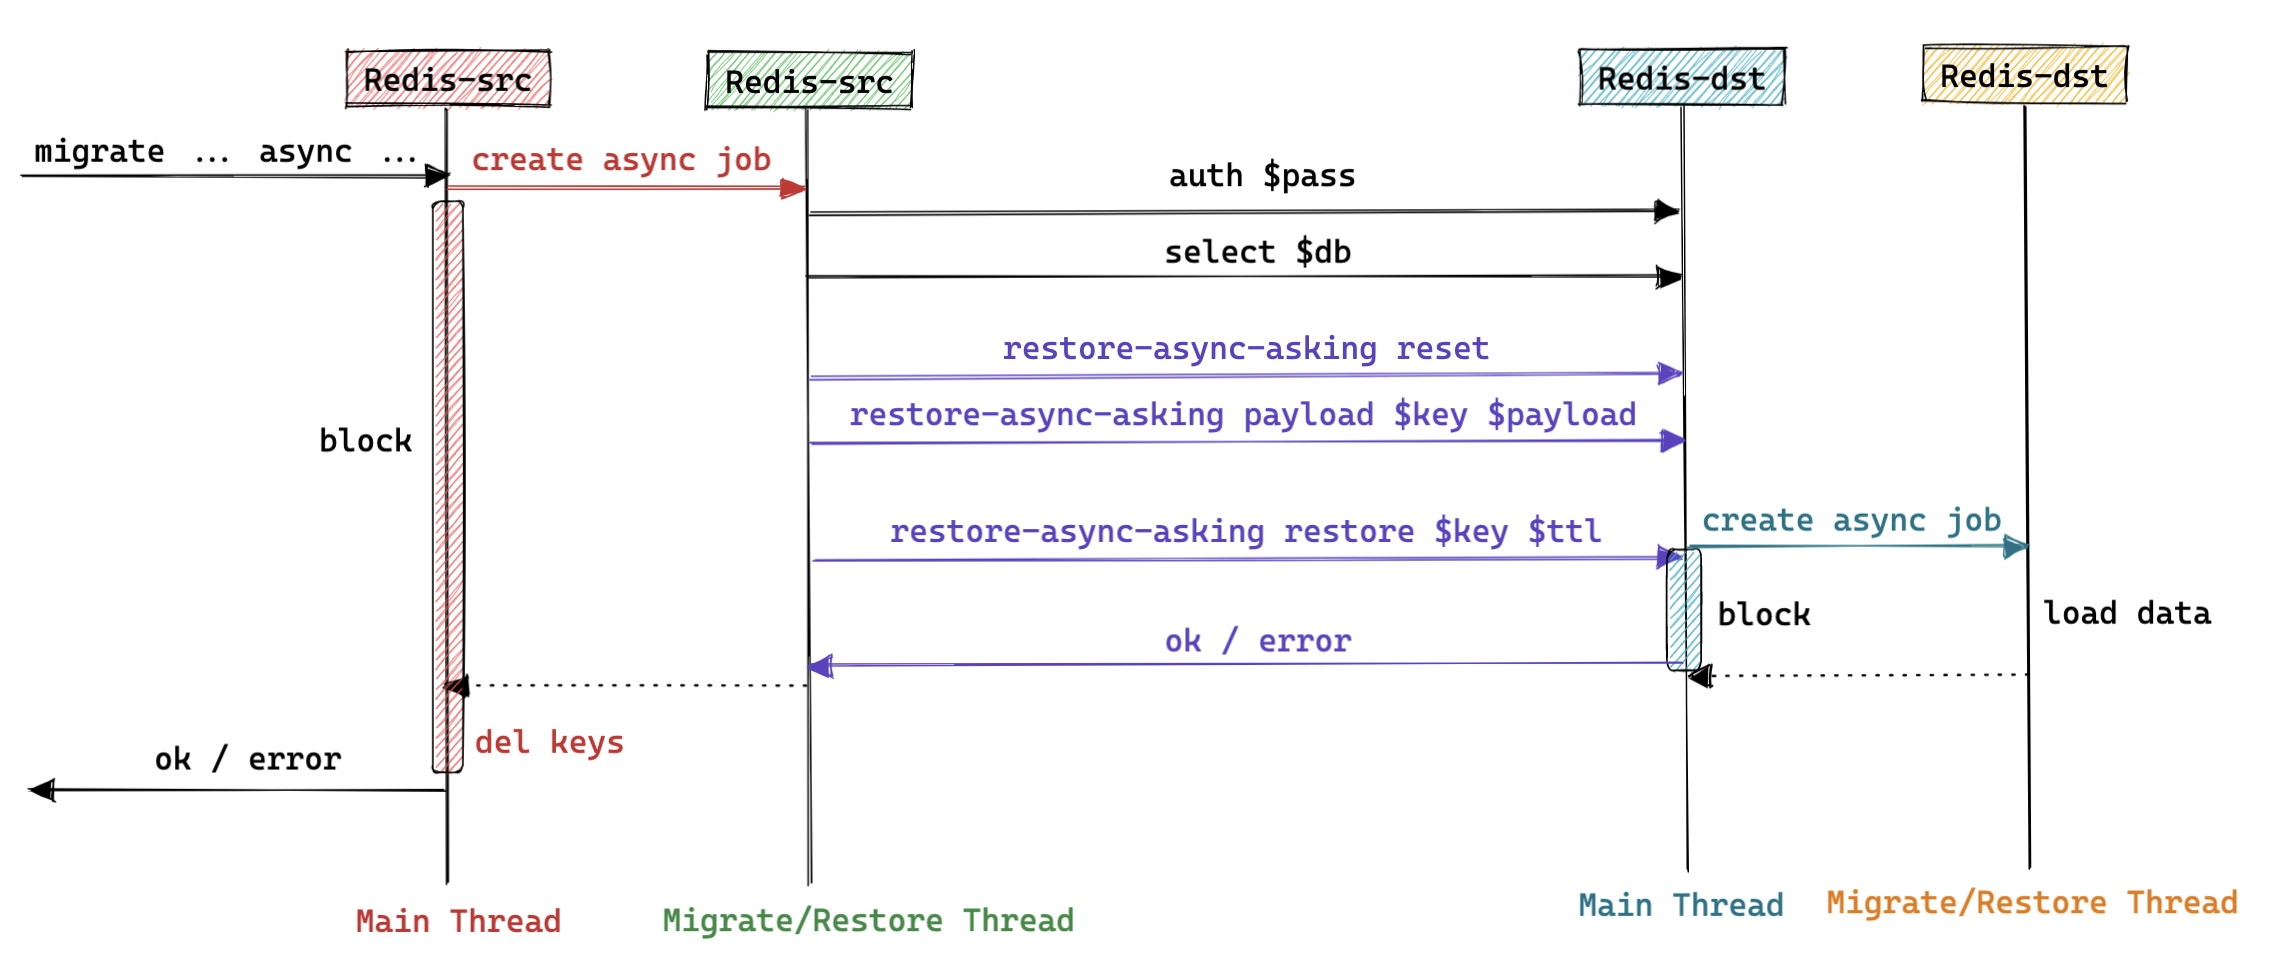 Redis-src
Redis-src
Redis-dst
Redis-dst
migrate ... async ...
create async job
auth $pass
select $db
restore-async-asking reset
restore-async-asking payload $key $payload
block
restore-async-asking restore $key $ttl
create async job
block
load data
ok / error
del keys
ok / error
Main Thread
Migrate/Restore Thread
Main Thread
Migrate/Restore Thread